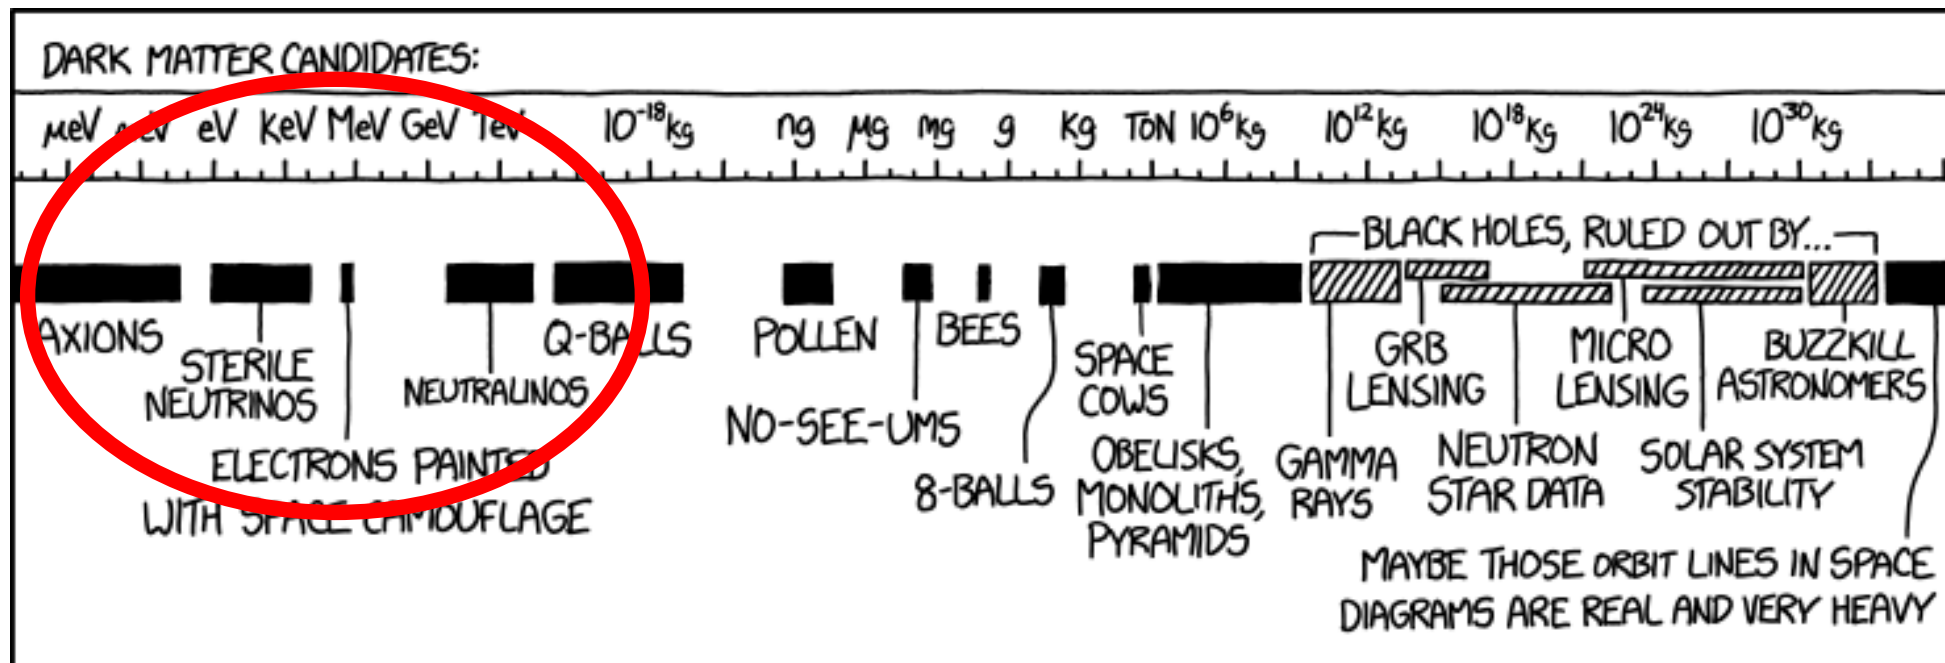 DARK MATTER CANDIDATES:
μeV meV eV KeV MeV GeV TeV 10⁻¹⁸kg ng μg mg g kg TON 10⁶kg 10¹²kg 10¹⁸kg 10²⁴kg 10³⁰kg
BLACK HOLES, RULED OUT BY...
AXIONS
STERILE
NEUTRINOS
ELECTRONS PAINTED
WITH SPACE CAMOUFLAGE
NEUTRALINOS
Q-BALLS
POLLEN
NO-SEE-UMS
BEES
8-BALLS
SPACE
COWS
OBELISKS,
MONOLITHS,
PYRAMIDS
GAMMA
RAYS
GRB
LENSING
NEUTRON
STAR DATA
MICRO
LENSING
SOLAR SYSTEM
STABILITY
BUZZKILL
ASTRONOMERS
MAYBE THOSE ORBIT LINES IN SPACE
DIAGRAMS ARE REAL AND VERY HEAVY